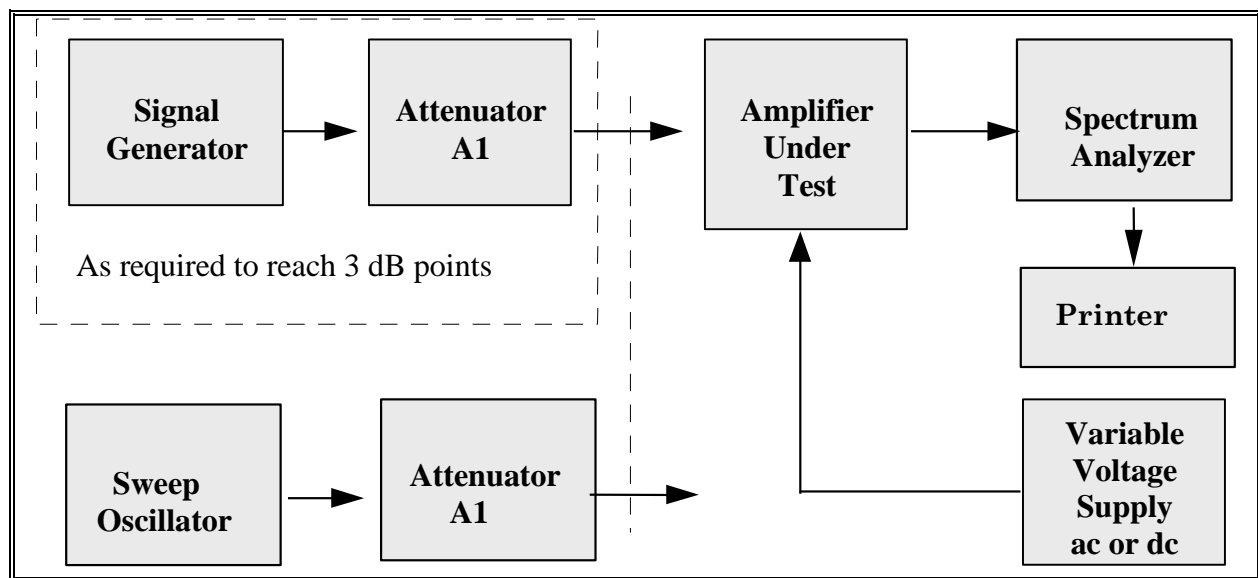 Signal
Generator
Attenuator
A1
Amplifier
Under
Test
Spectrum
Analyzer
As required to reach 3 dB points
Printer
Sweep
Oscillator
Attenuator
A1
Variable
Voltage
Supply
ac or dc